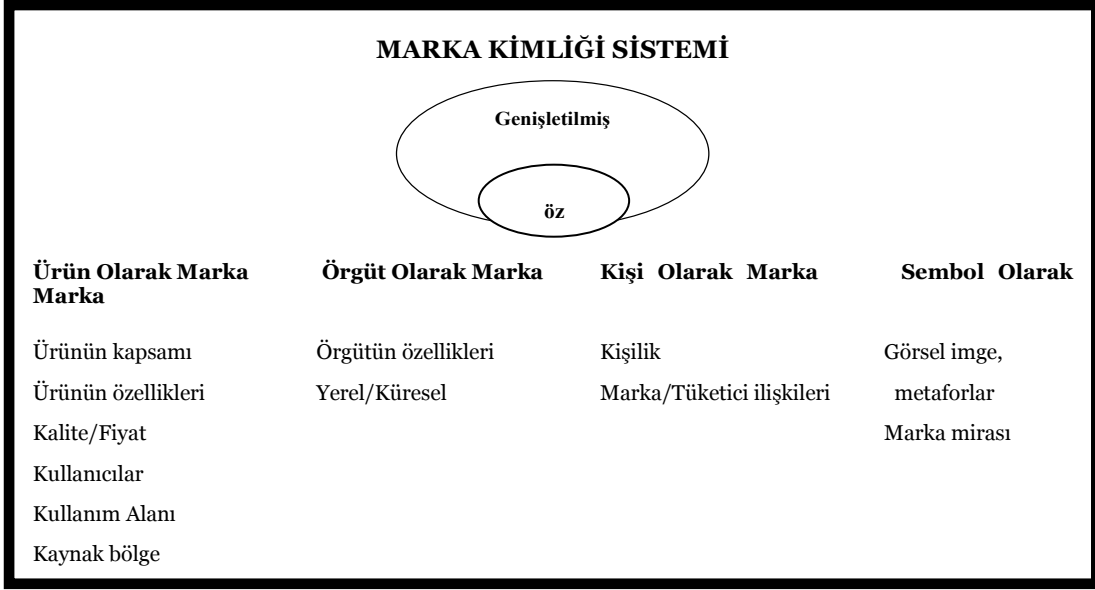 MARKA KİMLİĞİ SİSTEMİ
Genişletilmiş
öz
Ürün Olarak Marka Örgüt Olarak Marka Kişi Olarak Marka Sembol Olarak
Marka
Ürünün kapsamı Örgütün özellikleri Kişilik Görsel imge,
Ürünün özellikleri Yerel/Küresel Marka/Tüketici ilişkileri metaforlar
Kalite/Fiyat Marka mirası
Kullanıcılar
Kullanım Alanı
Kaynak bölge